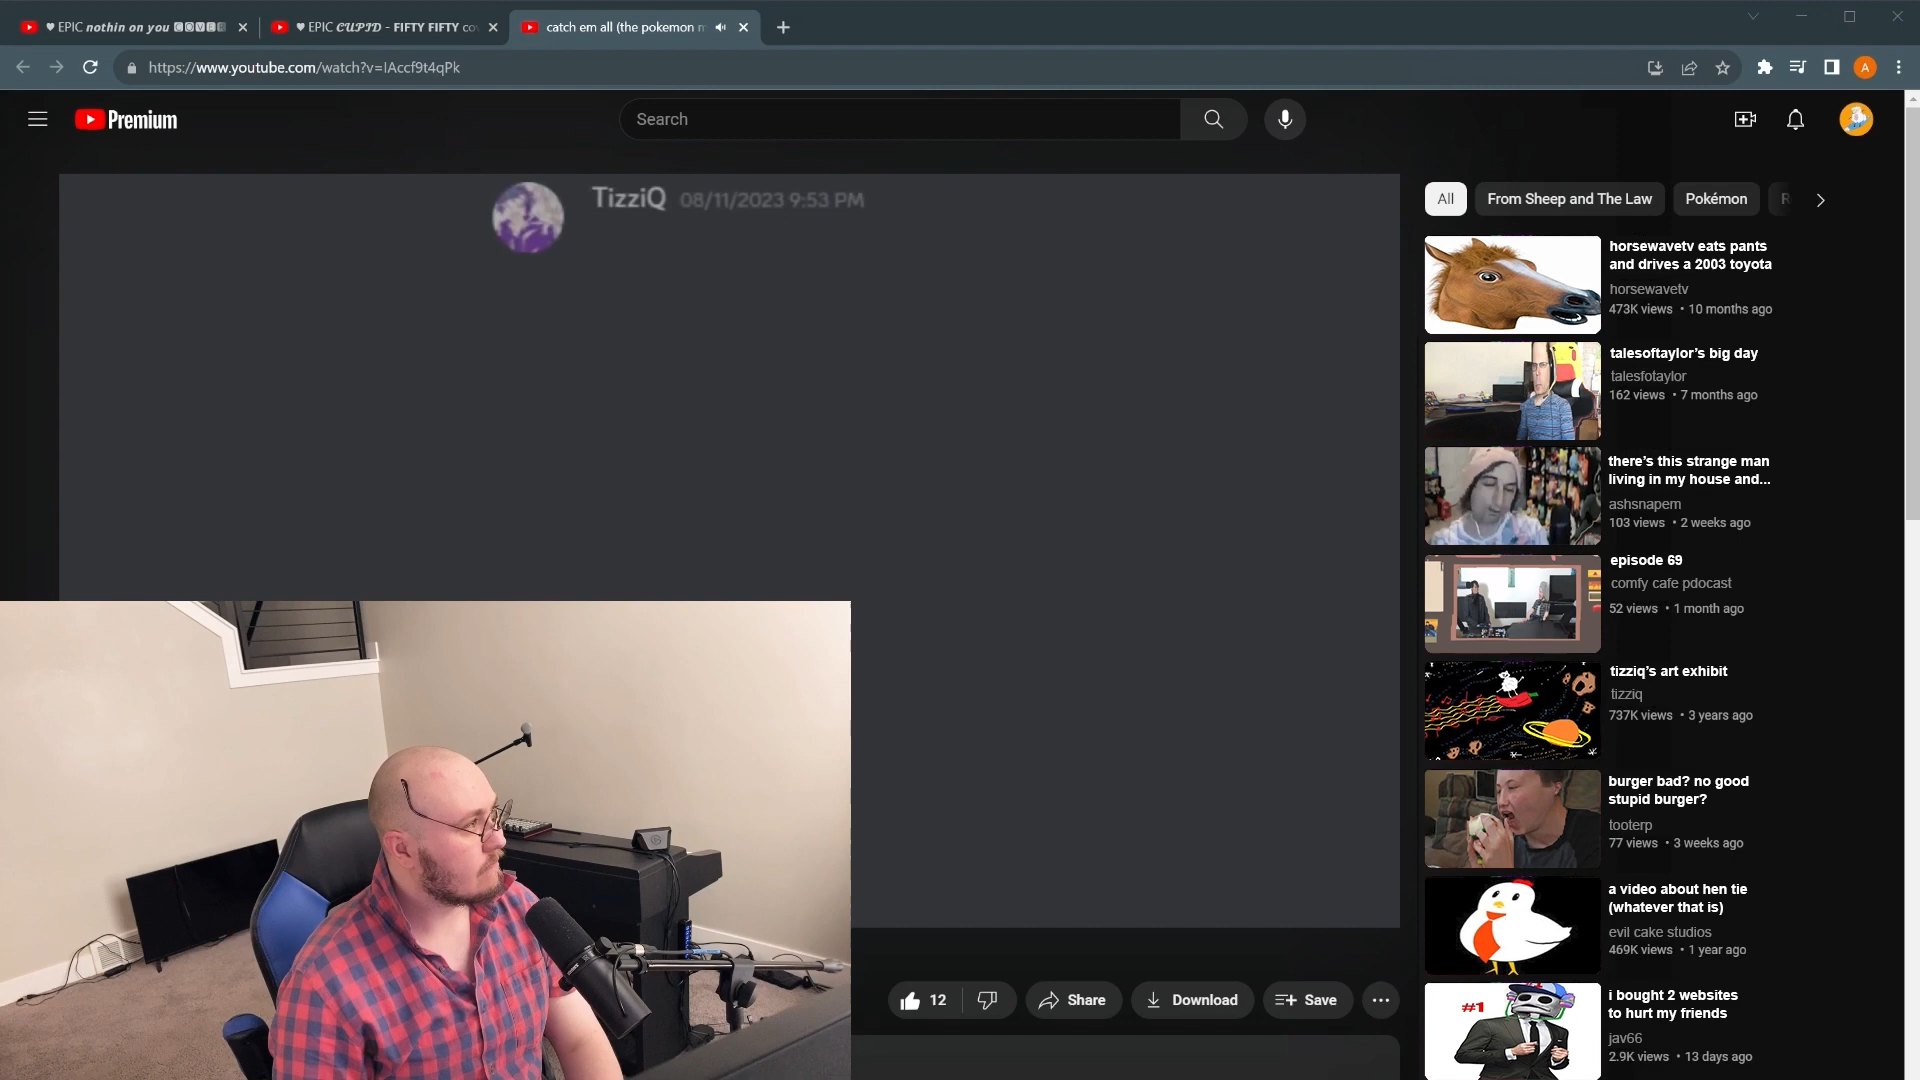 ♥ EPIC nothin on you COVER
♥ EPIC CUPID - FIFTY FIFTY co
catch em all (the pokemon m
https://www.youtube.com/watch?v=IAccf9t4qPk
A
Premium
Search
TizziQ 08/11/2023 9:53 PM
All
From Sheep and The Law
Pokémon
R
horsewavetv eats pants
and drives a 2003 toyota
horsewavetv
473K views • 10 months ago
talesoftaylor's big day
talesfotaylor
162 views • 7 months ago
there's this strange man
living in my house and...
ashsnapem
103 views • 2 weeks ago
episode 69
comfy cafe pdocast
52 views • 1 month ago
tizziq's art exhibit
tizziq
737K views • 3 years ago
burger bad? no good
stupid burger?
tooterp
77 views • 3 weeks ago
a video about hen tie
(whatever that is)
evil cake studios
469K views • 1 year ago
#1
i bought 2 websites
to hurt my friends
jav66
2.9K views • 13 days ago
12
Share
Download
Save